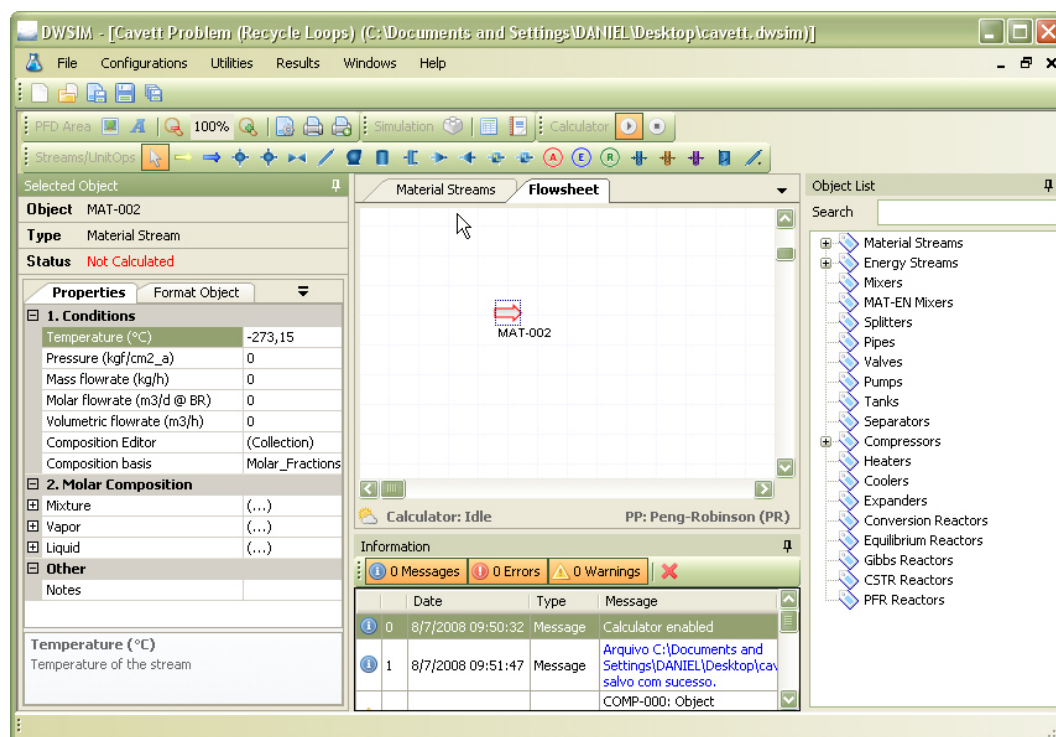 DWSIM - [Cavett Problem (Recycle Loops) (C:\Documents and Settings\DANIEL\Desktop\cavett.dwsim)]
File Configurations Utilities Results Windows Help
PFD Area A 100% Simulation Calculator
Streams/UnitOps A E R
Selected Object
Object MAT-002
Type Material Stream
Status Not Calculated
Properties Format Object
1. Conditions
Temperature (°C) -273,15
Pressure (kgf/cm2_a) 0
Mass flowrate (kg/h) 0
Molar flowrate (m3/d @ BR) 0
Volumetric flowrate (m3/h) 0
Composition Editor (Collection)
Composition basis Molar_Fractions
2. Molar Composition
Mixture (...)
Vapor (...)
Liquid (...)
Other
Notes
Temperature (°C)
Temperature of the stream
Material Streams Flowsheet
MAT-002
Calculator: Idle PP: Peng-Robinson (PR)
Information
0 Messages 0 Errors 0 Warnings
Date Type Message
0 8/7/2008 09:50:32 Message Calculator enabled
1 8/7/2008 09:51:47 Message Arquivo C:\Documents and
Settings\DANIEL\Desktop\cav
salvo com sucesso.
COMP-000: Object
Object List
Search
Material Streams
Energy Streams
Mixers
MAT-EN Mixers
Splitters
Pipes
Valves
Pumps
Tanks
Separators
Compressors
Heaters
Coolers
Expanders
Conversion Reactors
Equilibrium Reactors
Gibbs Reactors
CSTR Reactors
PFR Reactors